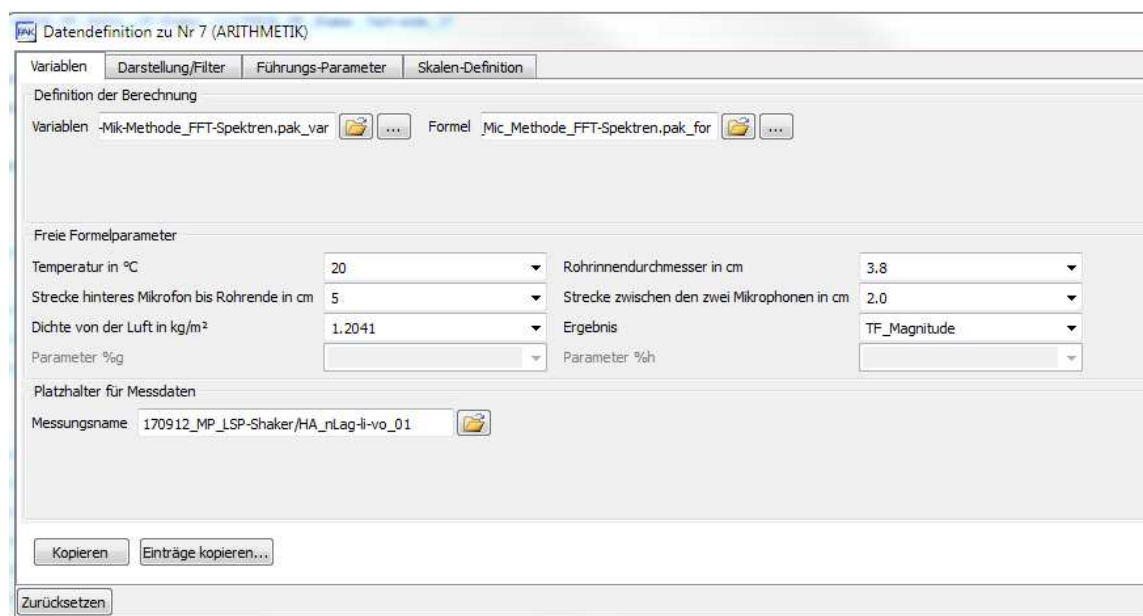 PAK Datendefinition zu Nr 7 (ARITHMETIK)
Variablen Darstellung/Filter Führungs-Parameter Skalen-Definition
Definition der Berechnung
Variablen -Mik-Methode_FFT-Spektren.pak_var ... Formel _Mic_Methode_FFT-Spektren.pak_for ...
Freie Formelparameter
Temperatur in °C 20 Rohrinnendurchmesser in cm 3.8
Strecke hinteres Mikrofon bis Rohrende in cm 5 Strecke zwischen den zwei Mikrophonen in cm 2.0
Dichte von der Luft in kg/m² 1.2041 Ergebnis TF_Magnitude
Parameter %g Parameter %h
Platzhalter für Messdaten
Messungsname 170912_MP_LSP-Shaker/HA_nLag-li-vo_01
Kopieren Einträge kopieren...
Zurücksetzen